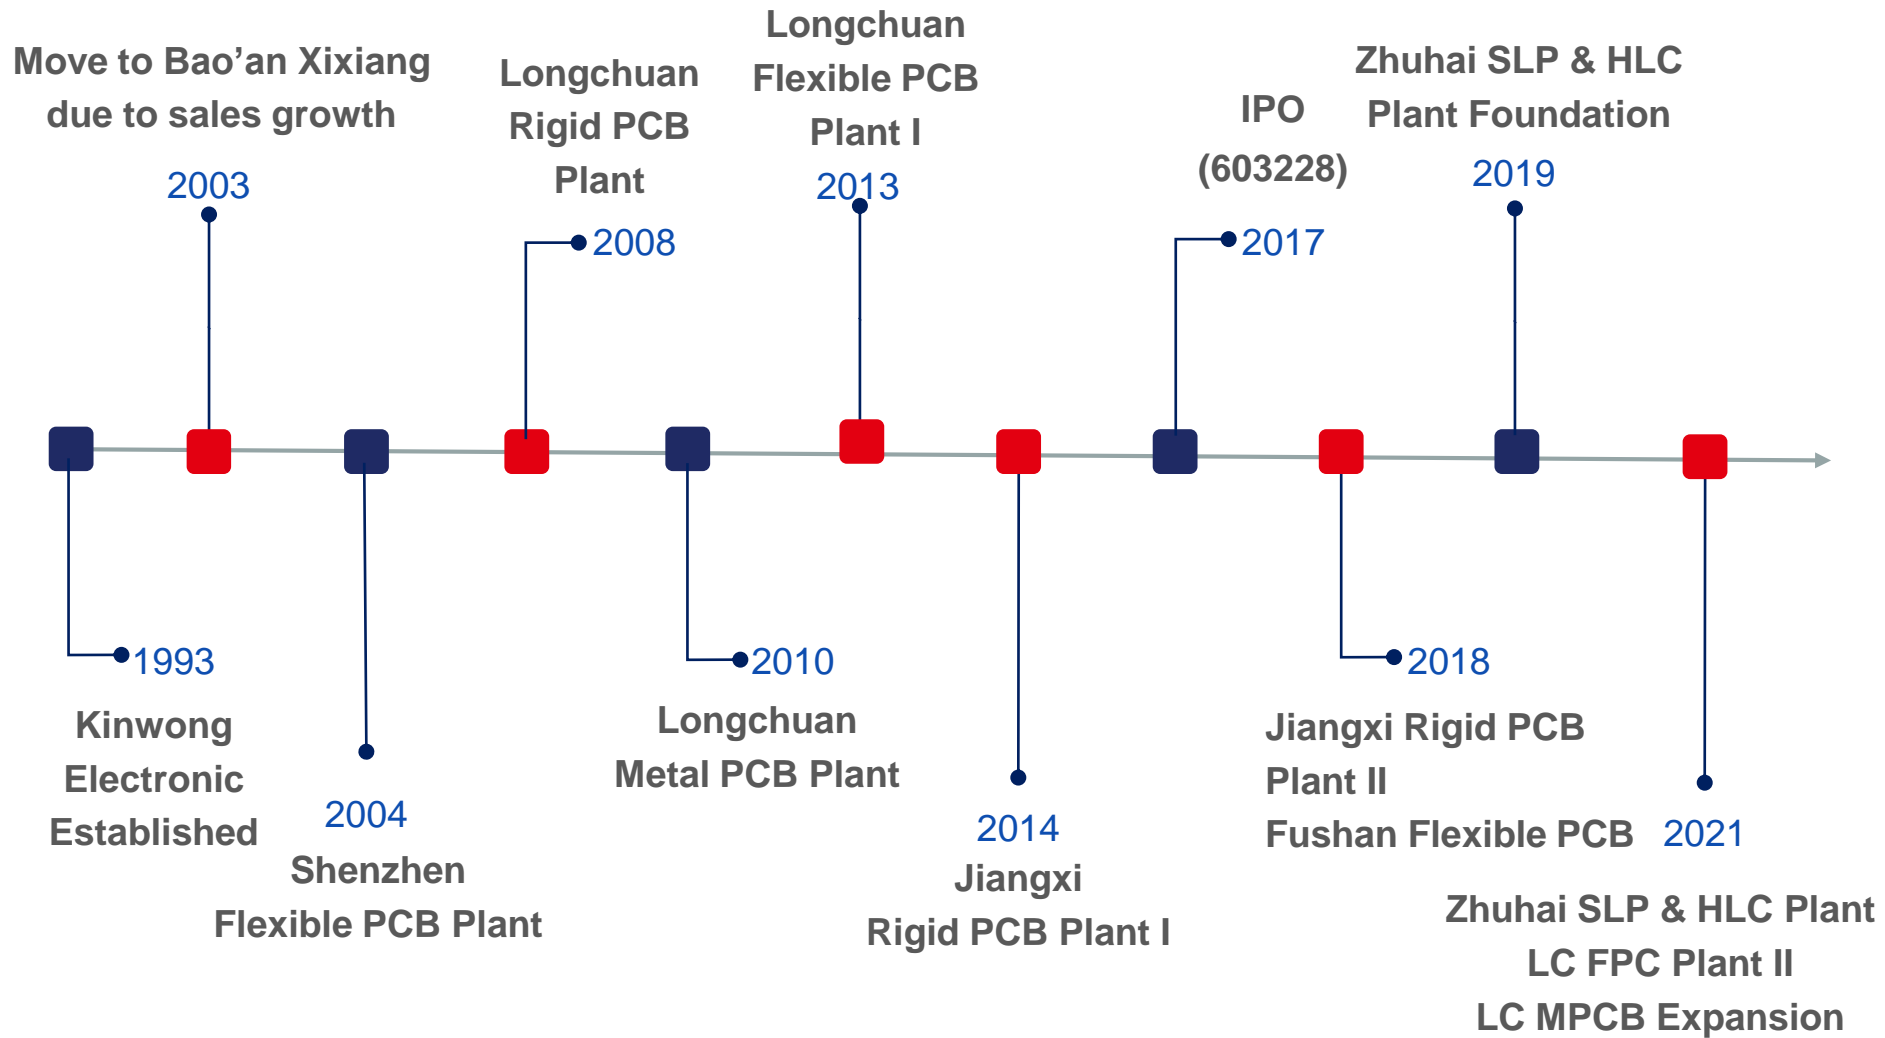 Move to Bao’an Xixiang
due to sales growth
2003
Longchuan
Rigid PCB
Plant
2008
Longchuan
Flexible PCB
Plant I
2013
IPO
(603228)
2017
Zhuhai SLP & HLC
Plant Foundation
2019
1993
Kinwong
Electronic
Established
2004
Shenzhen
Flexible PCB Plant
2010
Longchuan
Metal PCB Plant
2014
Jiangxi
Rigid PCB Plant I
2018
Jiangxi Rigid PCB
Plant II
Fushan Flexible PCB
2021
Zhuhai SLP & HLC Plant
LC FPC Plant II
LC MPCB Expansion